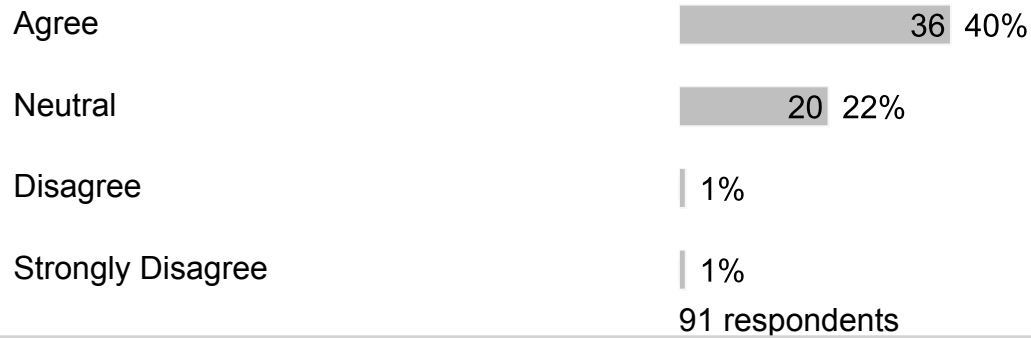 Agree 36 40%
Neutral 20 22%
Disagree 1%
Strongly Disagree 1%
91 respondents